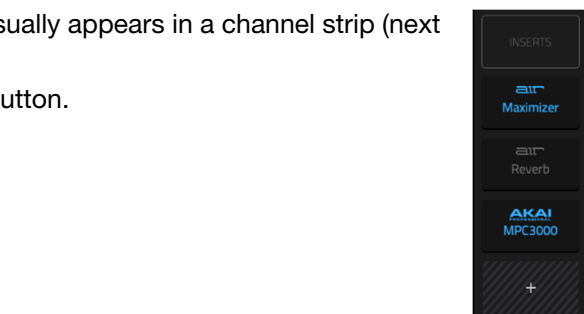 sually appears in a channel strip (next
utton.
INSERTS
air
Maximizer
air
Reverb
AKAI
PROFESSIONAL
MPC3000
+